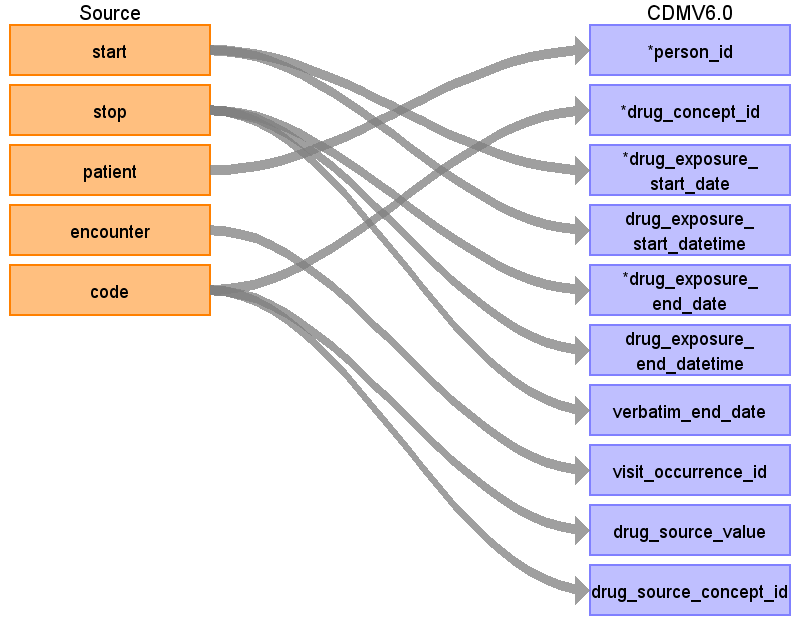 Source
CDMV6.0
start
*person_id
stop
*drug_concept_id
patient
*drug_exposure_
start_date
encounter
drug_exposure_
start_datetime
code
*drug_exposure_
end_date
drug_exposure_
end_datetime
verbatim_end_date
visit_occurrence_id
drug_source_value
drug_source_concept_id